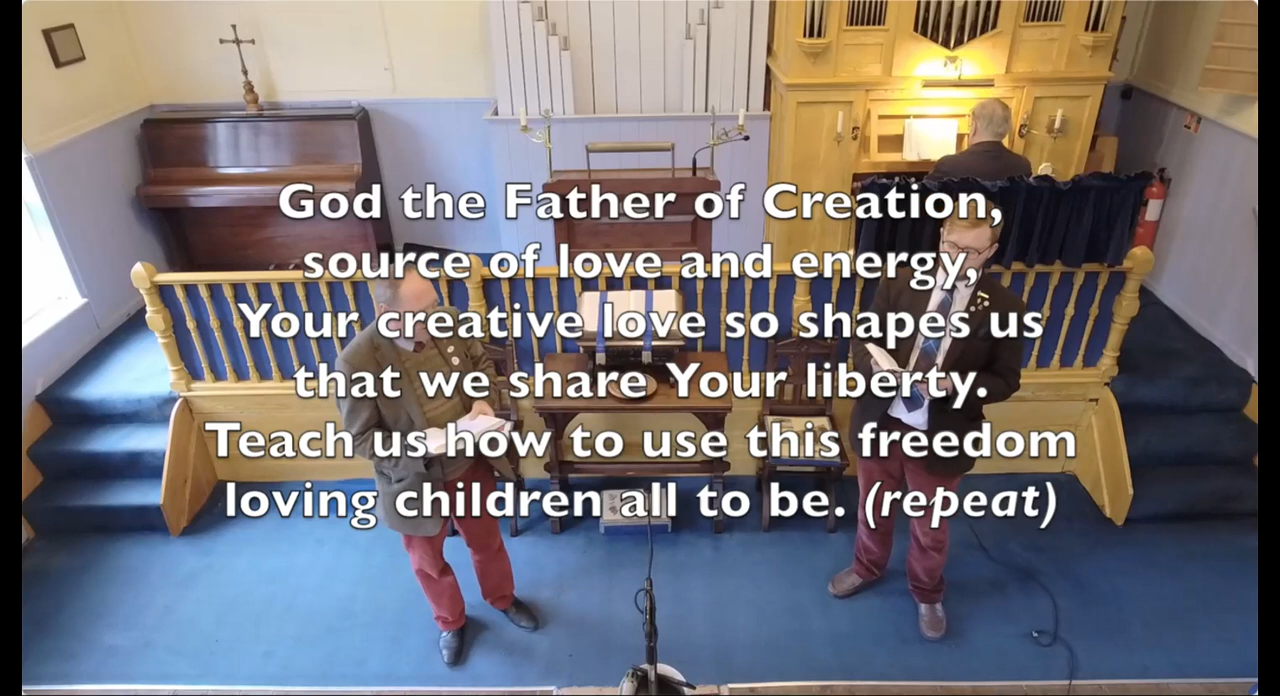 God the Father of Creation,
source of love and energy,
Your creative love so shapes us
that we share Your liberty.
Teach us how to use this freedom
loving children all to be. (repeat)